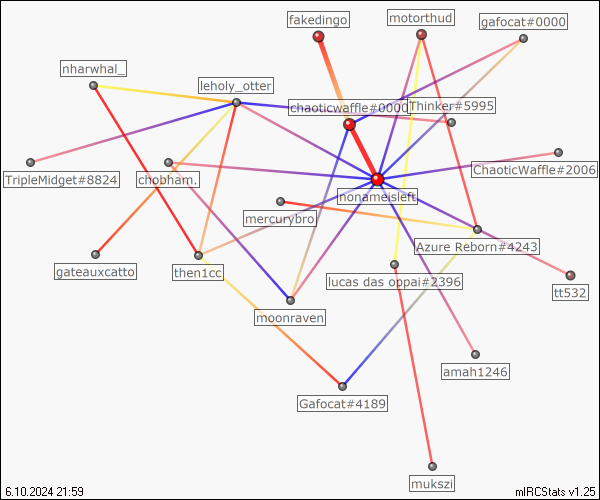 fakedingo
motorthud
gafocat#0000
nharwhal_
leholy_otter
chaoticwaffle#0000
Thinker#5995
TripleMidget#8824
chobham.
nonameisleft
ChaoticWaffle#2006
mercurybro
Azure Reborn#4243
gateauxcatto
then1cc
lucas das oppai#2396
tt532
moonraven
amah1246
Gafocat#4189
mukszi
6.10.2024 21:59
mIRCStats v1.25